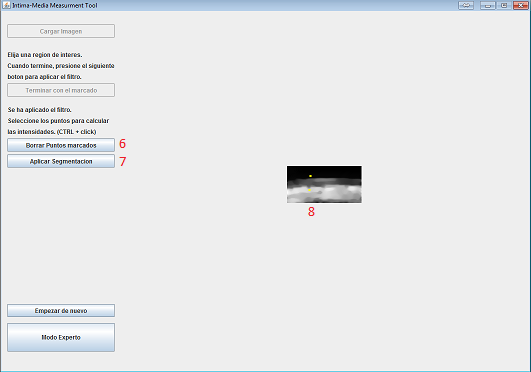 Intima-Media Measurment Tool
Cargar Imagen
Elija una region de interes.
Cuando termine, presione el siguiente
boton para aplicar el filtro.
Terminar con el marcado
Se ha aplicado el filtro.
Seleccione los puntos para calcular
las intensidades. (CTRL + click)
Borrar Puntos marcados 6
Aplicar Segmentacion 7
8
Empezar de nuevo
Modo Experto